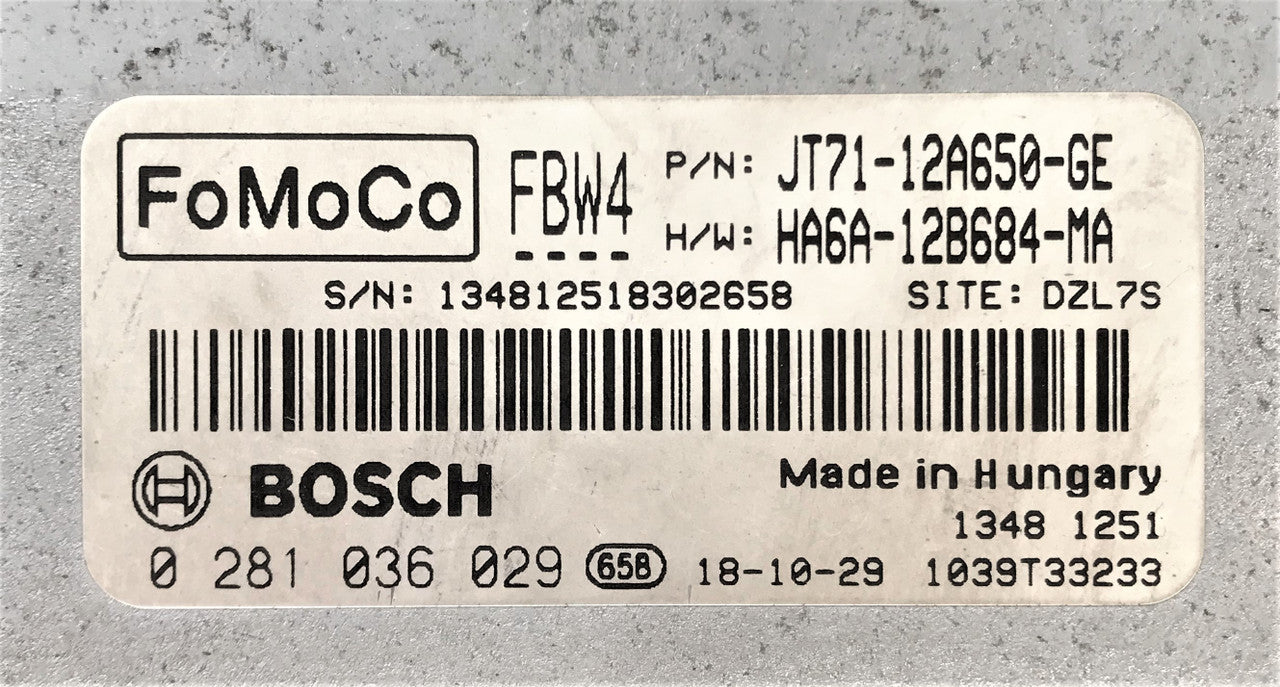 FoMoCo FBW4 P/N: JT71-12A650-GE
H/W: HA6A-12B684-MA
S/N: 134812518302658 SITE: DZL7S
BOSCH Made in Hungary
1348 1251
0 281 036 029 658 18-10-29 1039T33233